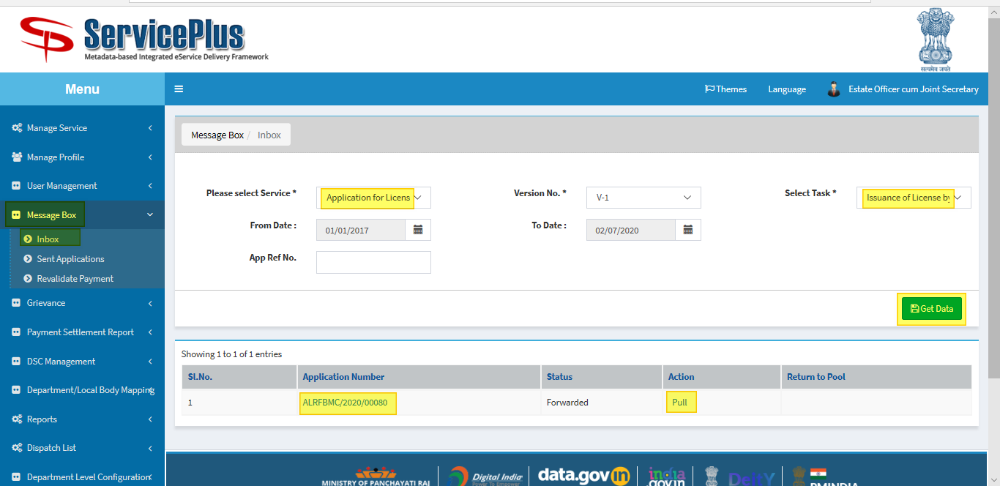 ServicePlus
Metadata-based Integrated eService Delivery Framework
सत्यमेव जयते
Menu
Themes Language Estate Officer cum Joint Secretary
Manage Service
Manage Profile
User Management
Message Box
Inbox
Sent Applications
Revalidate Payment
Grievance
Payment Settlement Report
DSC Management
Department/Local Body Mapping
Reports
Dispatch List
Department Level Configuration
Message Box / Inbox
Please select Service * Application for Licens Version No. * V-1 Select Task * Issuance of License by
From Date : 01/01/2017 To Date : 02/07/2020
App Ref No.
Get Data
Showing 1 to 1 of 1 entries
Sl.No. Application Number Status Action Return to Pool
1 ALRFBMC/2020/00080 Forwarded Pull
MINISTRY OF PANCHAYATI RAJ Digital India data.gov.in india
Power To Empower gov.in DeitY PMINDIA